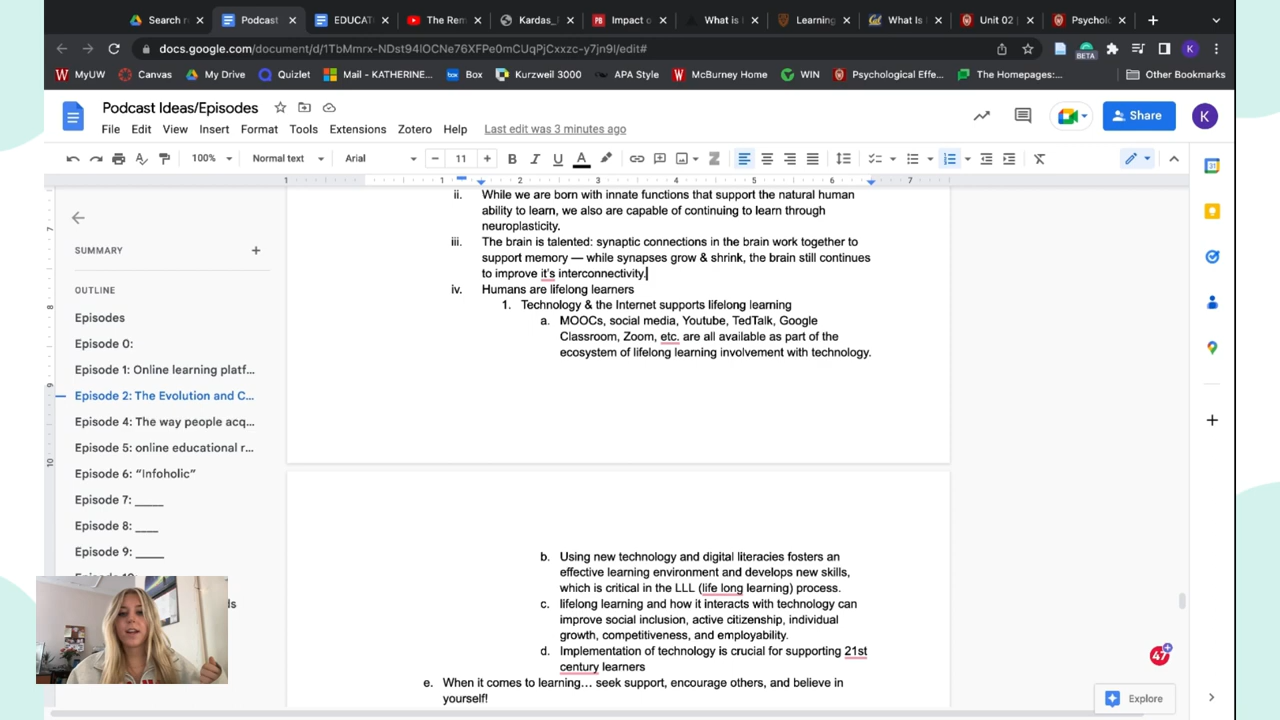 Search r
Podcast
EDUCAT
The Rem
Kardas_
Impact o
What is
Learning
What Is
Unit 02
Psychol
docs.google.com/document/d/1TbMmrx-NDst94IOCNe76XFPe0mCUqPjCxxzc-y7jn9I/edit#
BETA
K
MyUW
Canvas
My Drive
Quizlet
Mail - KATHERINE...
Box
Kurzweil 3000
APA Style
McBurney Home
WIN
Psychological Effe...
The Homepages:...
Other Bookmarks
Podcast Ideas/Episodes
File Edit View Insert Format Tools Extensions Zotero Help Last edit was 3 minutes ago
Share
K
100% Normal text Arial 11
1 1 2 3 4 5 6 7
SUMMARY
OUTLINE
Episodes
Episode 0:
Episode 1: Online learning platf...
Episode 2: The Evolution and C...
Episode 4: The way people acq...
Episode 5: online educational r...
Episode 6: “Infoholic”
Episode 7: _____
Episode 8: ____
Episode 9: _____
ii. While we are born with innate functions that support the natural human
ability to learn, we also are capable of continuing to learn through
neuroplasticity.
iii. The brain is talented: synaptic connections in the brain work together to
support memory — while synapses grow & shrink, the brain still continues
to improve it's interconnectivity.
iv. Humans are lifelong learners
1. Technology & the Internet supports lifelong learning
a. MOOCs, social media, Youtube, TedTalk, Google
Classroom, Zoom, etc. are all available as part of the
ecosystem of lifelong learning involvement with technology.
b. Using new technology and digital literacies fosters an
effective learning environment and develops new skills,
which is critical in the LLL (life long learning) process.
c. lifelong learning and how it interacts with technology can
improve social inclusion, active citizenship, individual
growth, competitiveness, and employability.
d. Implementation of technology is crucial for supporting 21st
century learners
e. When it comes to learning... seek support, encourage others, and believe in
yourself!
47
Explore